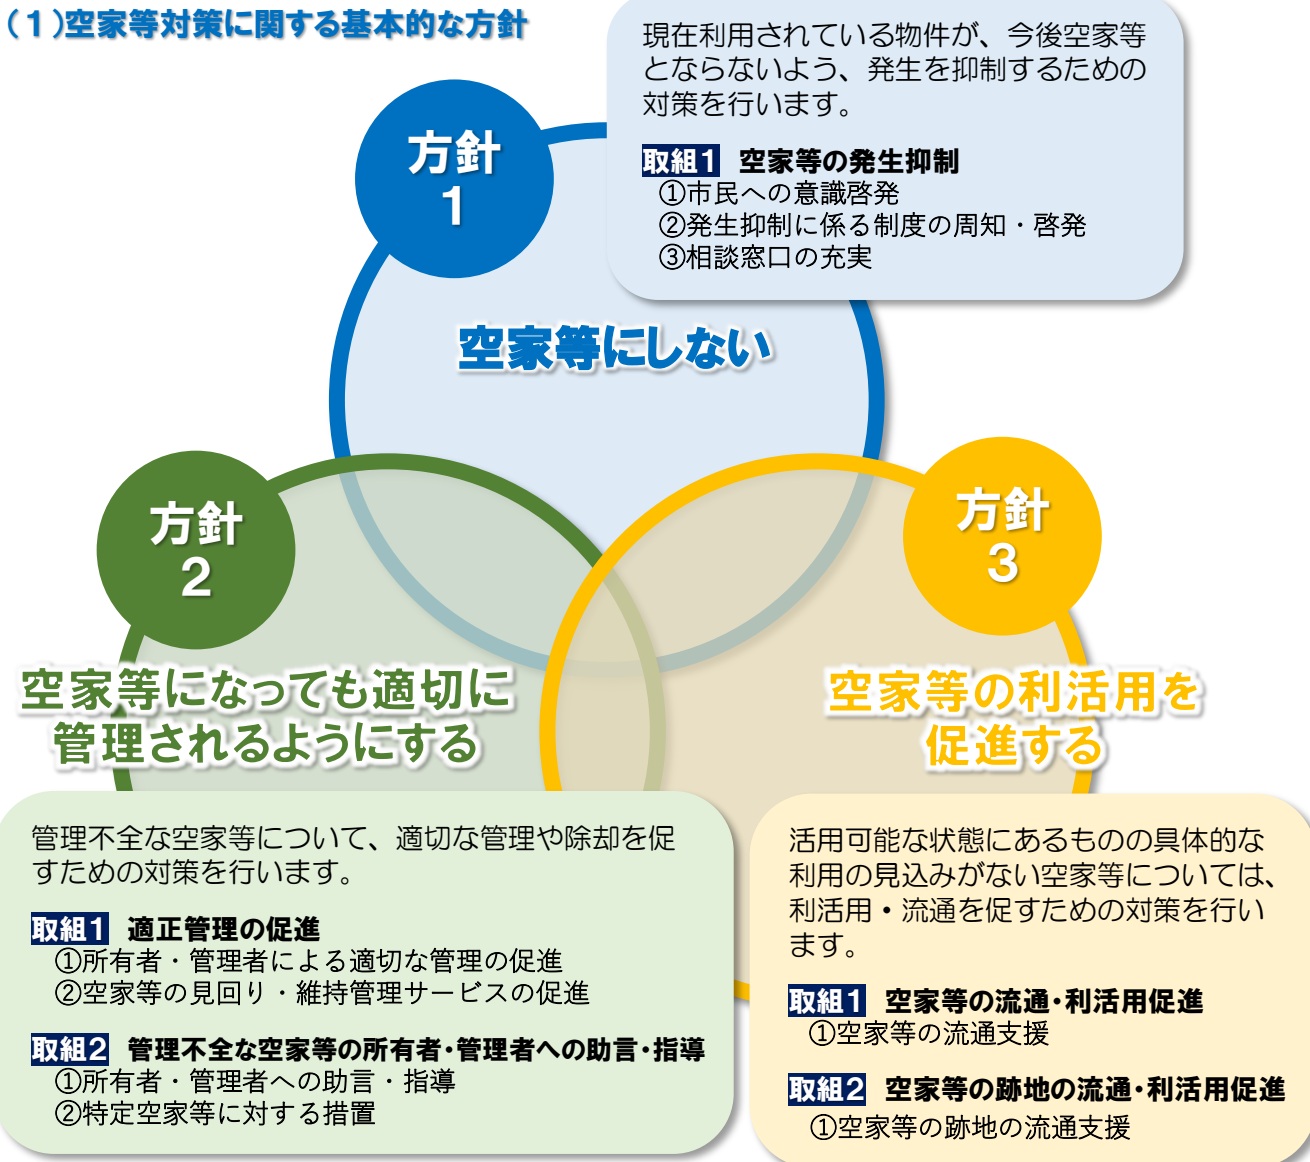 （１）空家等対策に関する基本的な方針
方針
1
空家等にしない
現在利用されている物件が、今後空家等
とならないよう、発生を抑制するための
対策を行います。
取組1 空家等の発生抑制
①市民への意識啓発
②発生抑制に係る制度の周知・啓発
③相談窓口の充実
方針
2
空家等になっても適切に
管理されるようにする
管理不全な空家等について、適切な管理や除却を促
すための対策を行います。
取組1 適正管理の促進
①所有者・管理者による適切な管理の促進
②空家等の見回り・維持管理サービスの促進
取組2 管理不全な空家等の所有者・管理者への助言・指導
①所有者・管理者への助言・指導
②特定空家等に対する措置
方針
3
空家等の利活用を
促進する
活用可能な状態にあるものの具体的な
利用の見込みがない空家等については、
利活用・流通を促すための対策を行い
ます。
取組1 空家等の流通・利活用促進
①空家等の流通支援
取組2 空家等の跡地の流通・利活用促進
①空家等の跡地の流通支援